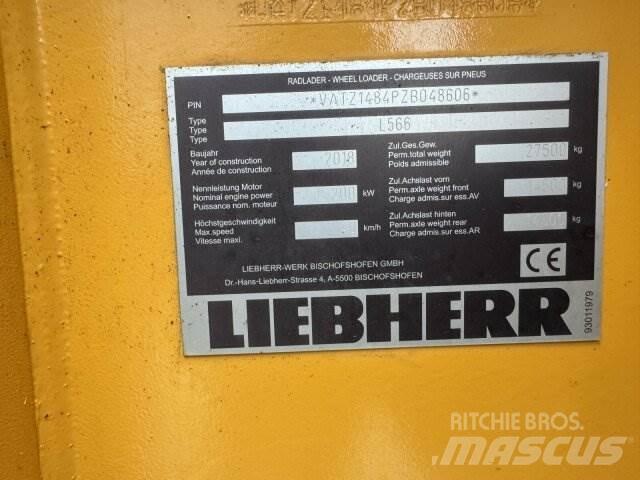 RADLADER - WHEEL LOADER - CHARGEUSES SUR PNEUS
PIN *VATZ1484PZB048606*
Type
Type L566
Type
Baujahr
Year of construction 2018
Année de construction
Zul.Ges.Gew.
Perm.total weight 27500 kg
Poids admissible
Nennleistung Motor
Nominal engine power 200 kW
Puissance nom. moteur
Zul.Achslast vorn
Perm.axle weight front kg
Charge admis.sur ess.AV
Höchstgeschwindigkeit
Max.speed km/h
Vitesse maxi.
Zul.Achslast hinten
Perm.axle weight rear kg
Charge admis.sur ess.AR
LIEBHERR-WERK BISCHOFSHOFEN GMBH
Dr.-Hans-Liebherr-Strasse 4, A-5500 BISCHOFSHOFEN
CE
LIEBHERR
93011979
RITCHIE BROS.
MASCUS